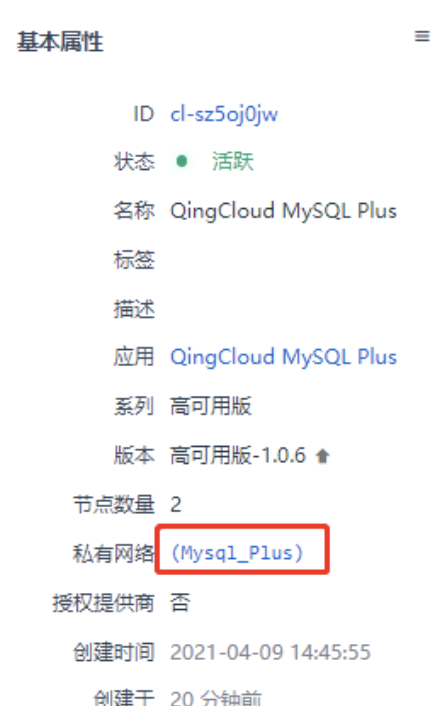 基本属性
ID cl-sz5oj0jw
状态 活跃
名称 QingCloud MySQL Plus
标签
描述
应用 QingCloud MySQL Plus
系列 高可用版
版本 高可用版-1.0.6
节点数量 2
私有网络 (Mysql_Plus)
授权提供商 否
创建时间 2021-04-09 14:45:55
创建于 20 分钟前